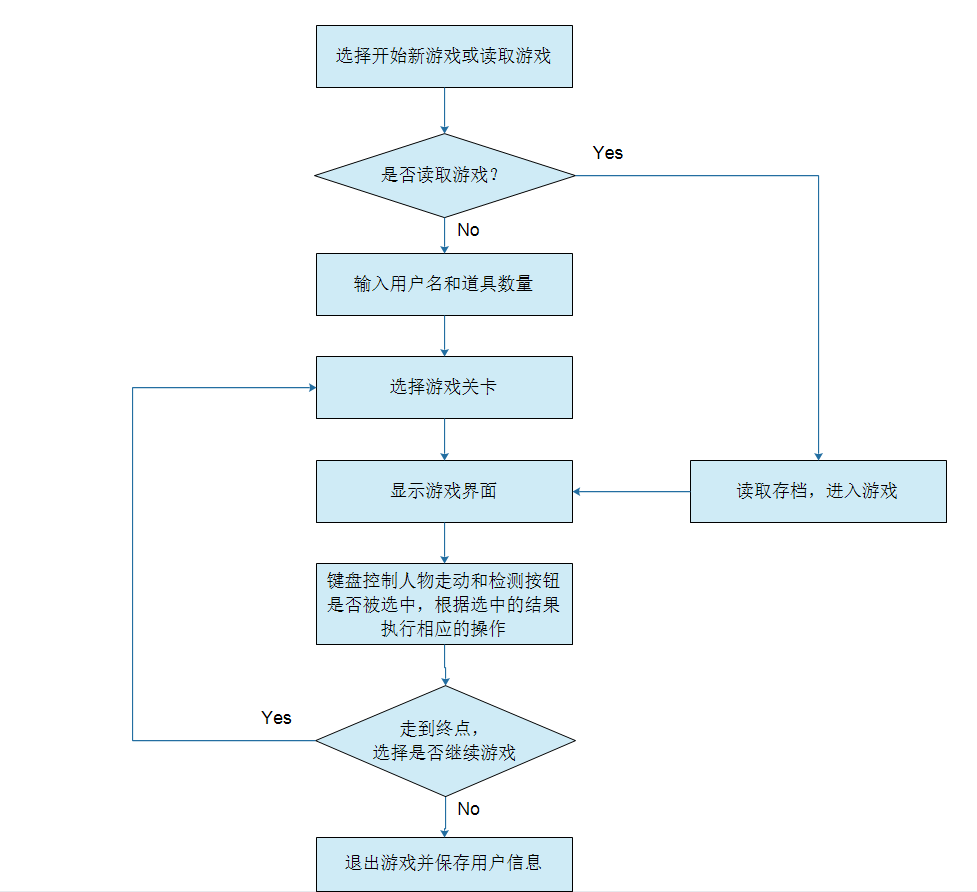 选择开始新游戏或读取游戏
Yes
是否读取游戏？
No
输入用户名和道具数量
选择游戏关卡
显示游戏界面
读取存档，进入游戏
键盘控制人物走动和检测按钮
是否被选中，根据选中的结果
执行相应的操作
Yes
走到终点，
选择是否继续游戏
No
退出游戏并保存用户信息